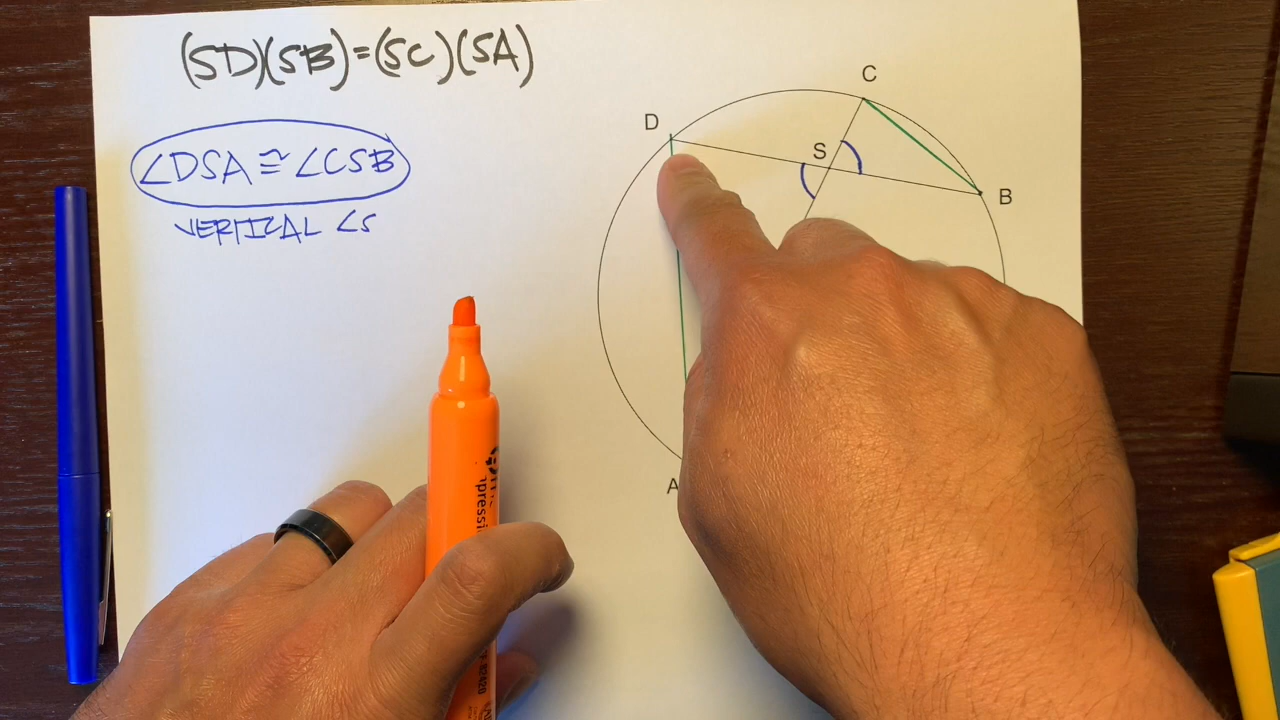 (SD)(SB)=(SC)(SA)
∠DSA ≅ ∠CSB
VERTICAL ∠S
C
D
S
B
A